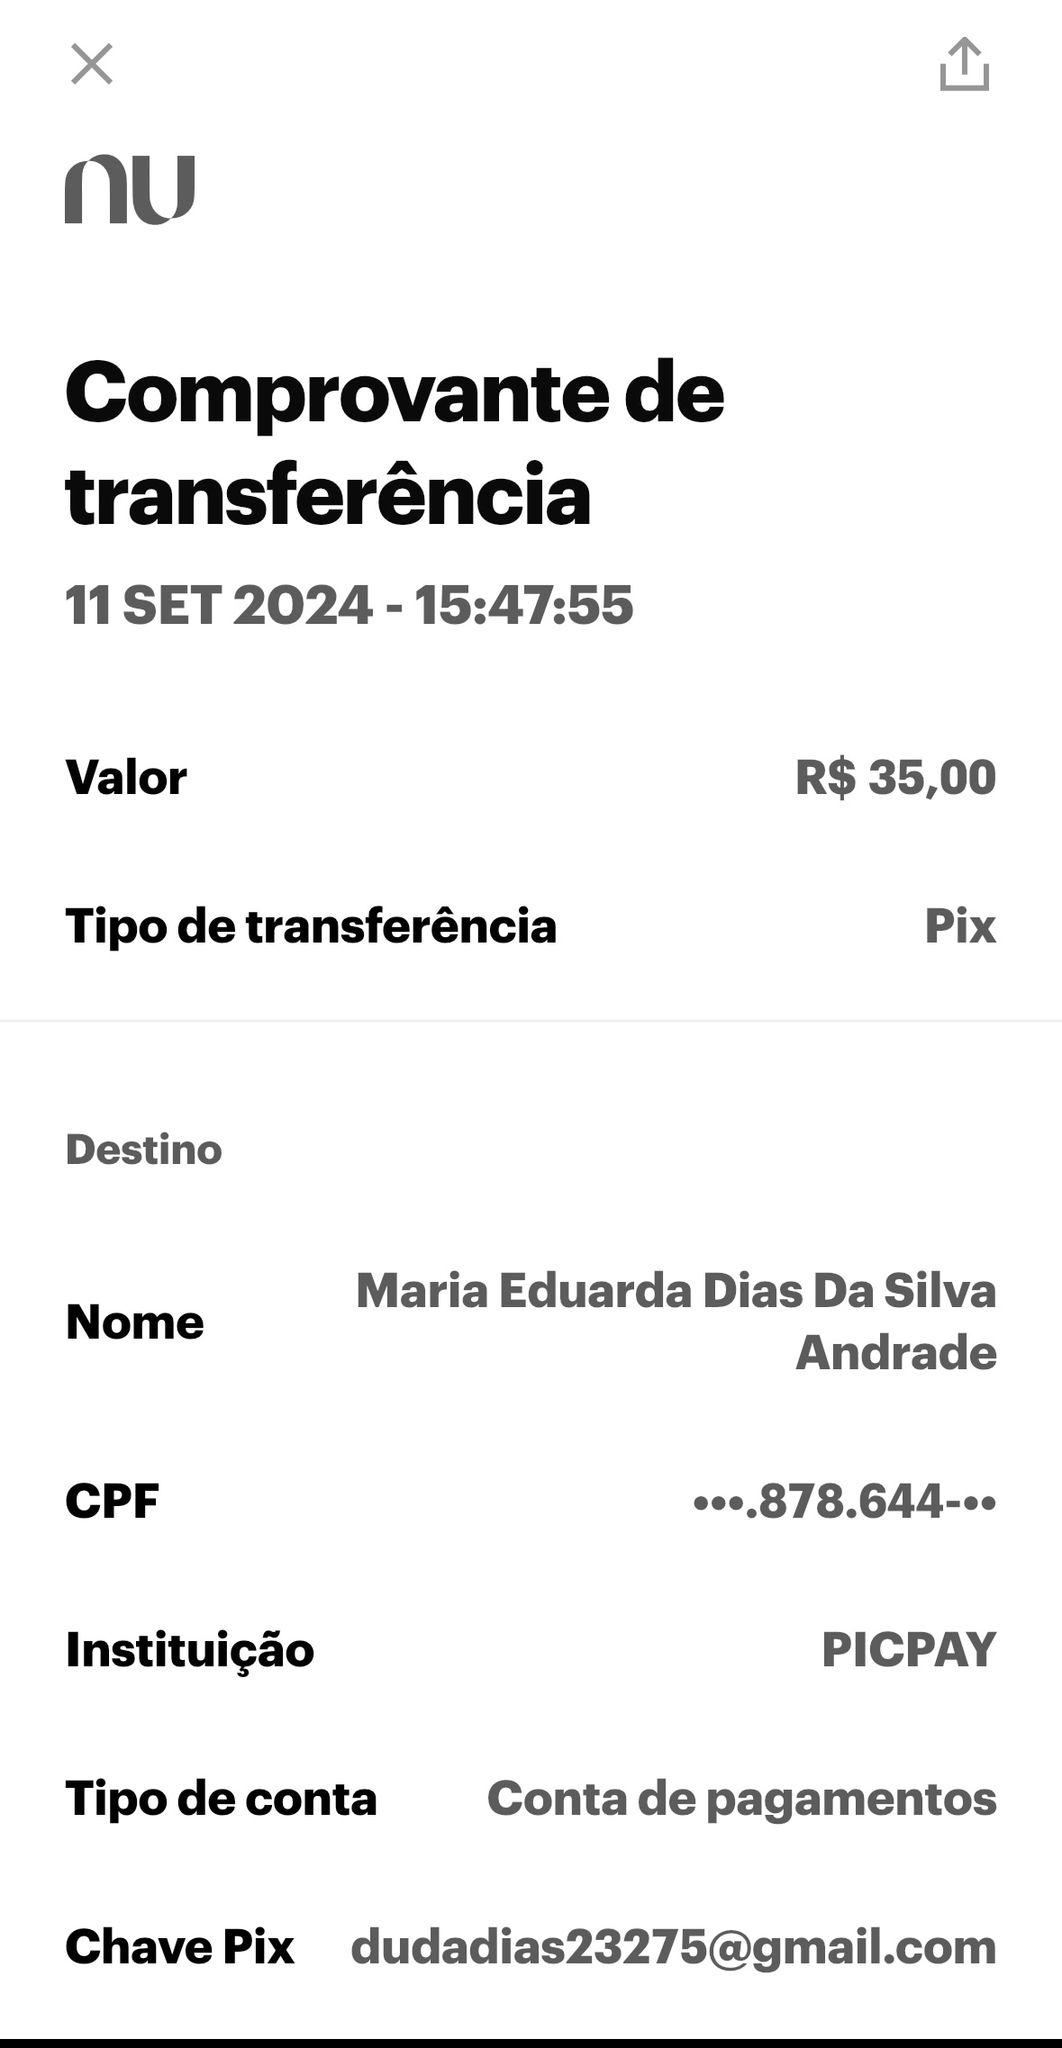 nu
Comprovante de
transferência
11 SET 2024 - 15:47:55
Valor R$ 35,00
Tipo de transferência Pix
Destino
Nome Maria Eduarda Dias Da Silva
Andrade
CPF •••.878.644-••
Instituição PICPAY
Tipo de conta Conta de pagamentos
Chave Pix dudadias23275@gmail.com